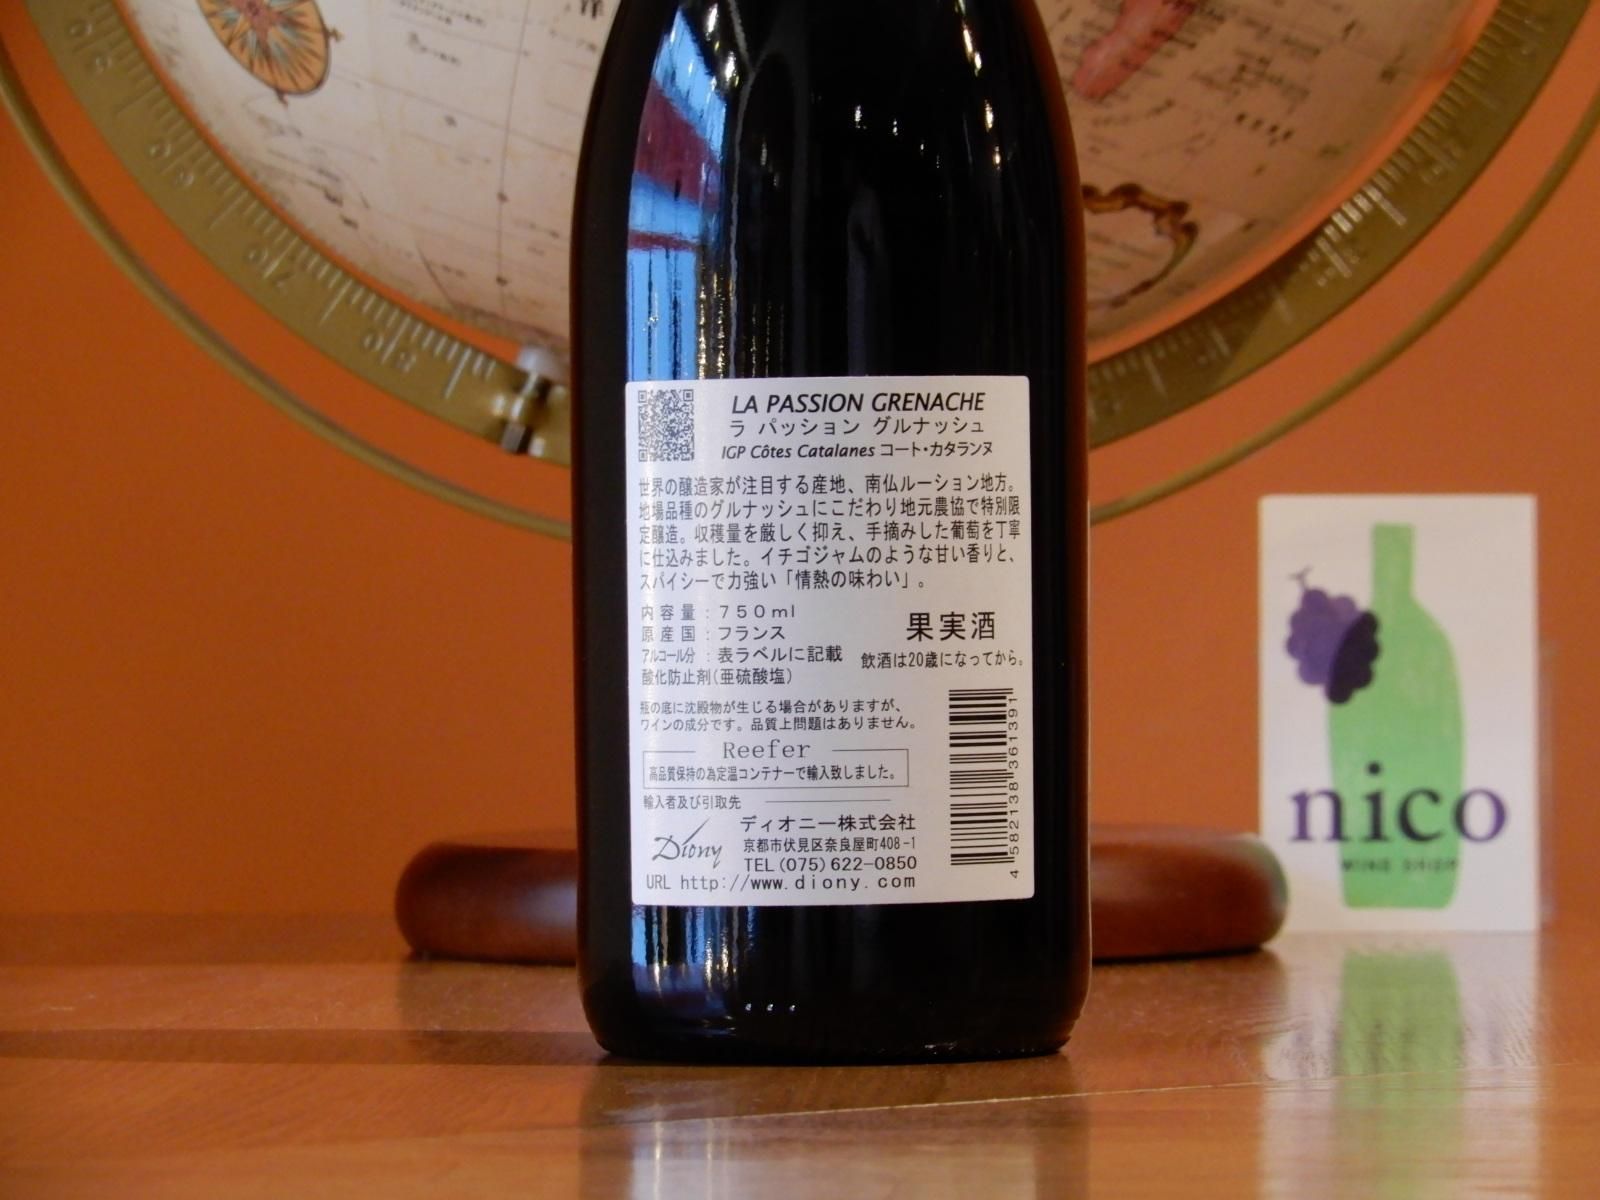 LA PASSION GRENACHE
ラ パッション グルナッシュ
IGP Côtes Catalanes コート・カタランヌ
世界の醸造家が注目する産地、南仏ルーション地方。
地場品種のグルナッシュにこだわり地元農協で特別限
定醸造。収穫量を厳しく抑え、手摘みした葡萄を丁寧
に仕込みました。イチゴジャムのような甘い香りと、
スパイシーで力強い「情熱の味わい」。
内容量：750ml
原産国：フランス
アルコール分：表ラベルに記載
酸化防止剤(亜硫酸塩)
果実酒
飲酒は20歳になってから。
瓶の底に沈殿物が生じる場合がありますが、
ワインの成分です。品質上問題はありません。
Reefer
高品質保持の為定温コンテナーで輸入致しました。
輸入者及び引取先
Diony
ディオニー株式会社
京都市伏見区奈良屋町408-1
TEL (075) 622-0850
URL http://www.diony.com
4 582138 361391
nico
WINE SHOP